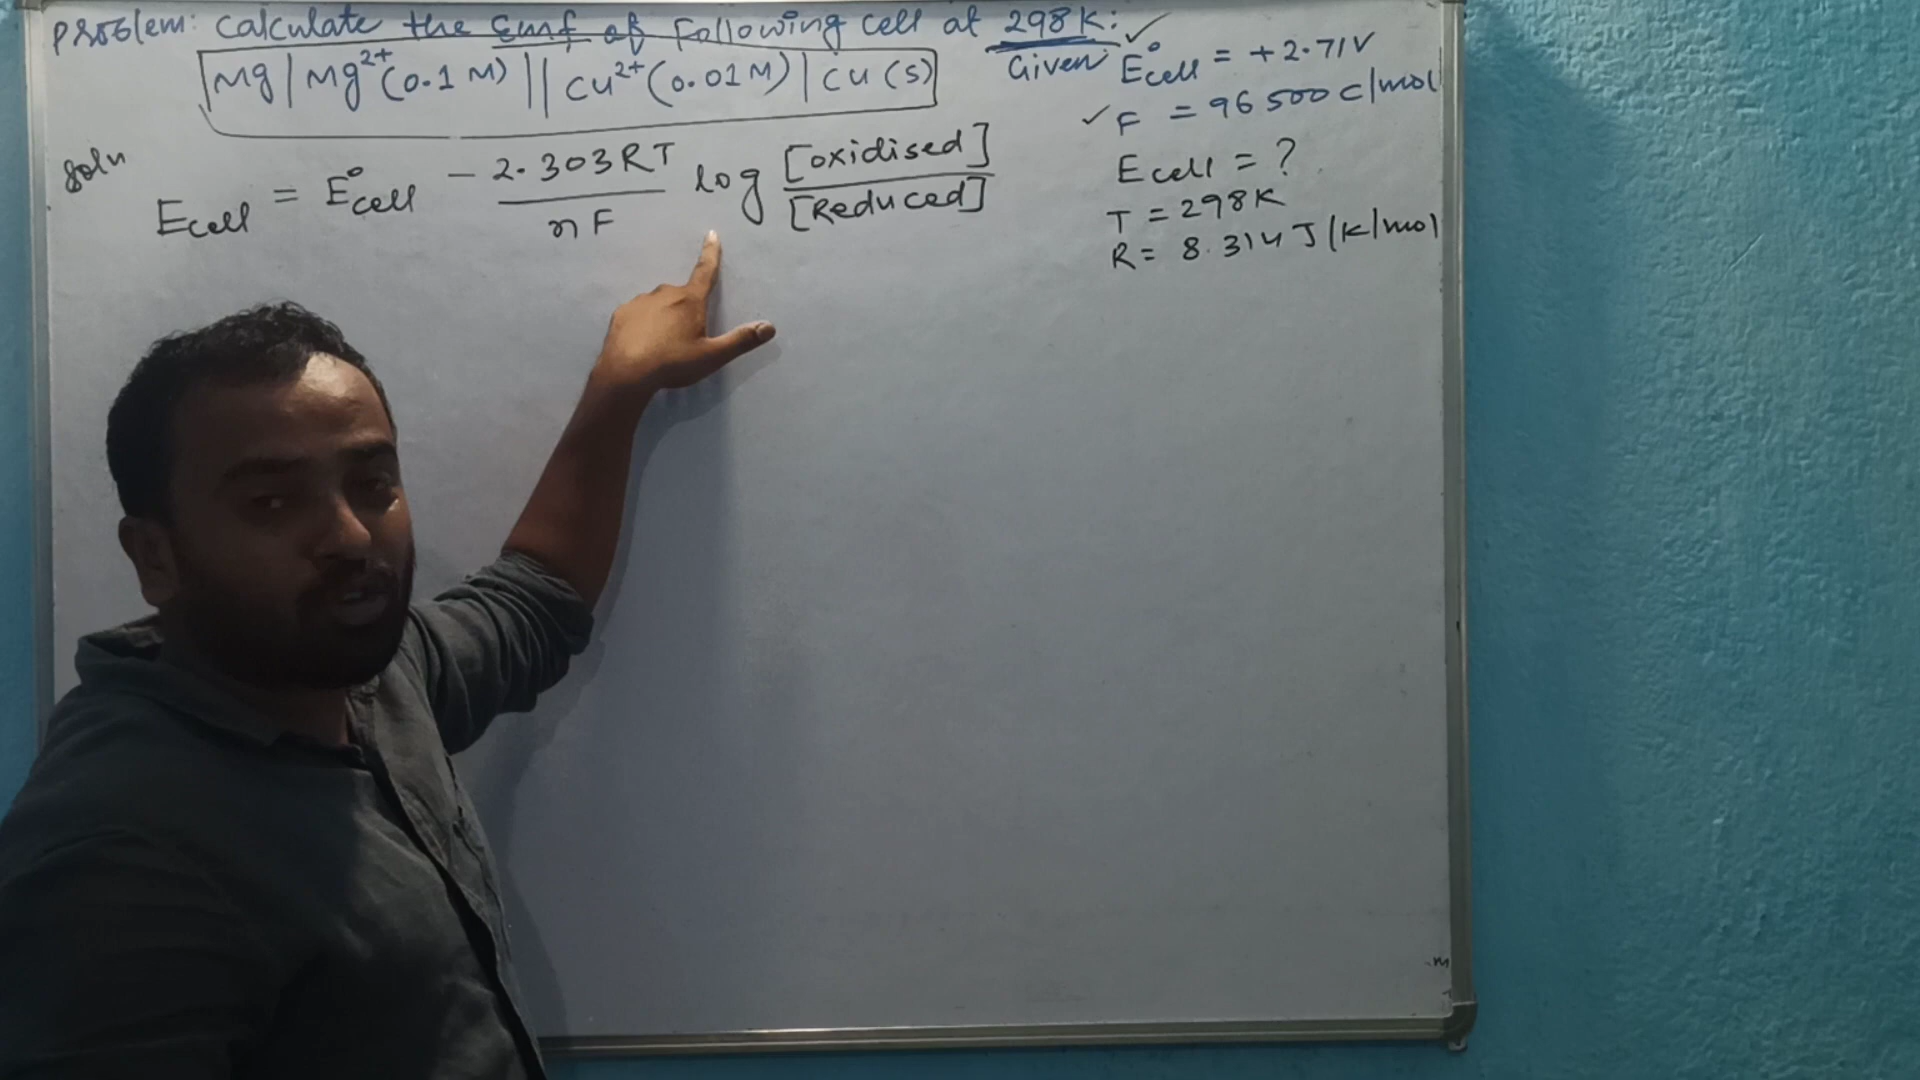 Problem: Calculate the Emf of Following cell at 298K:
Mg | Mg²⁺(0.1 M) || Cu²⁺(0.01M) | Cu (s)
Given E°cell = +2.71V
✓ F = 96500 C/mol
Ecell = ?
T = 298K
R = 8.314 J/K/mol
Soln
Ecell = E°cell - 2.303RT / nF log [oxidised] / [Reduced]